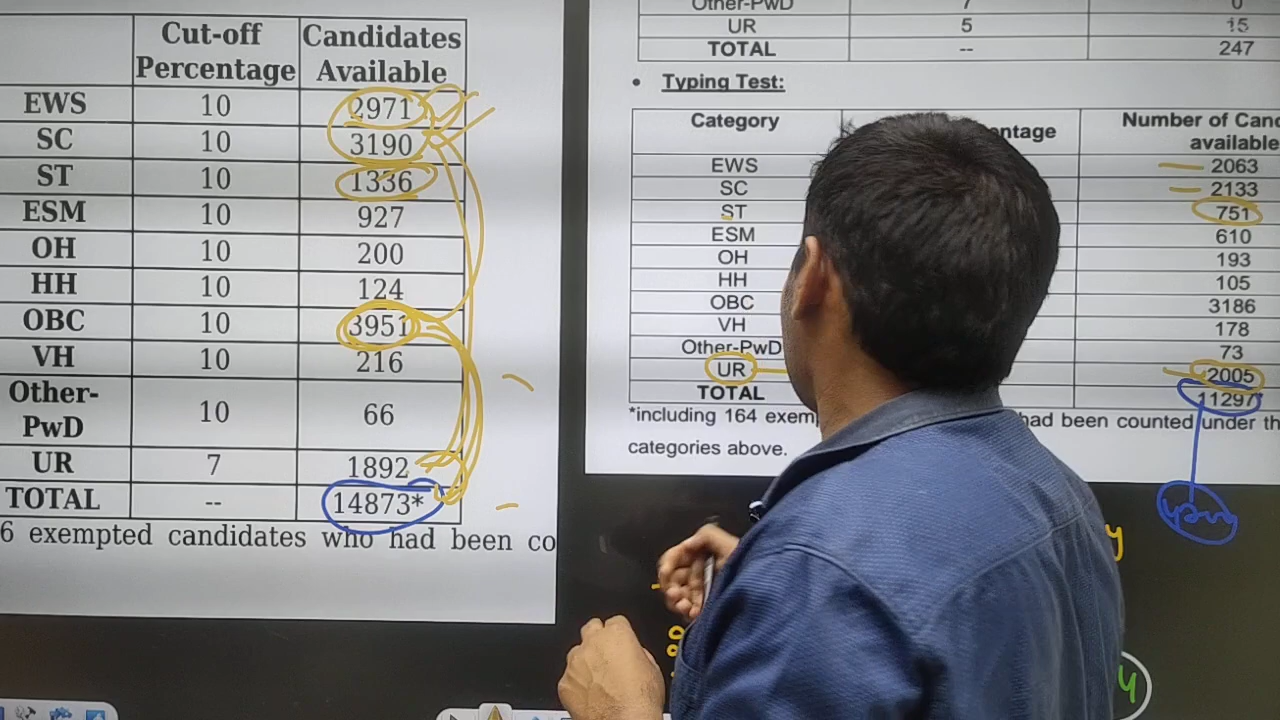 Cut-off Percentage Candidates Available
EWS 10 2971
SC 10 3190
ST 10 1336
ESM 10 927
OH 10 200
HH 10 124
OBC 10 3951
VH 10 216
Other-PwD 10 66
UR 7 1892
TOTAL -- 14873*
6 exempted candidates who had been co
Other-PwD 7 0
UR 5 15
TOTAL -- 247
• Typing Test:
Category ntage Number of Canc available
EWS 2063
SC 2133
ST 751
ESM 610
OH 193
HH 105
OBC 3186
VH 178
Other-PwD 73
UR 2005
TOTAL 11297
*including 164 exem had been counted under th
categories above.
y
4